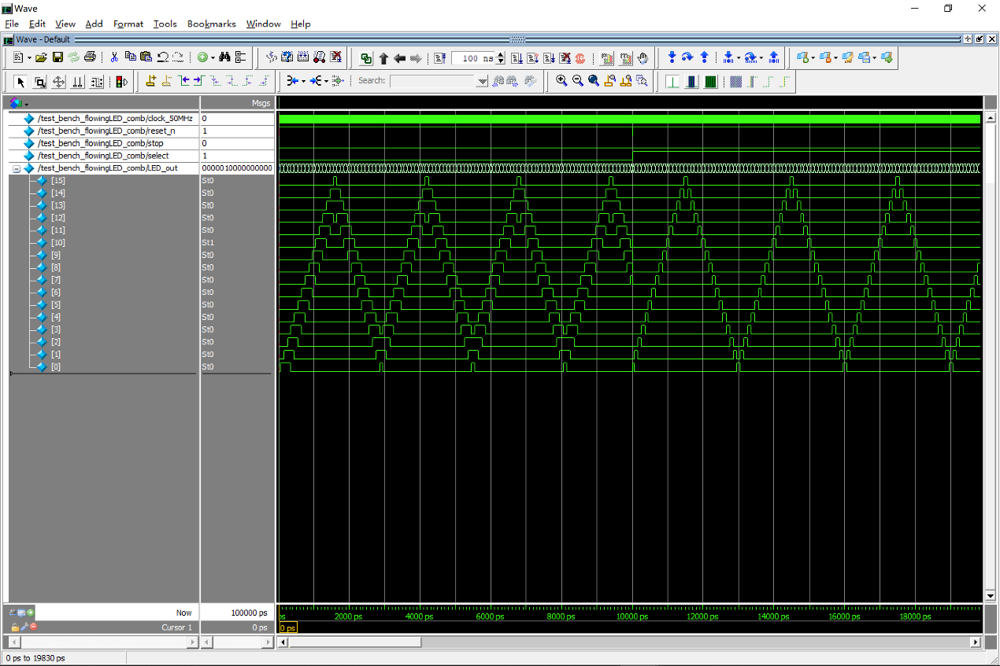 Wave
File Edit View Add Format Tools Bookmarks Window Help
Wave - Default
100 ns
Search:
Msgs
/test_bench_flowingLED_comb/clock_50MHz 0
/test_bench_flowingLED_comb/reset_n 1
/test_bench_flowingLED_comb/stop 0
/test_bench_flowingLED_comb/select 1
/test_bench_flowingLED_comb/LED_out 0000010000000000
[15] St0
[14] St0
[13] St0
[12] St0
[11] St0
[10] St1
[9] St0
[8] St0
[7] St0
[6] St0
[5] St0
[4] St0
[3] St0
[2] St0
[1] St0
[0] St0
Now 100000 ps
ps 2000 ps 4000 ps 6000 ps 8000 ps 10000 ps 12000 ps 14000 ps 16000 ps 18000 ps
Cursor 1 0 ps
0 ps
0 ps to 19830 ps